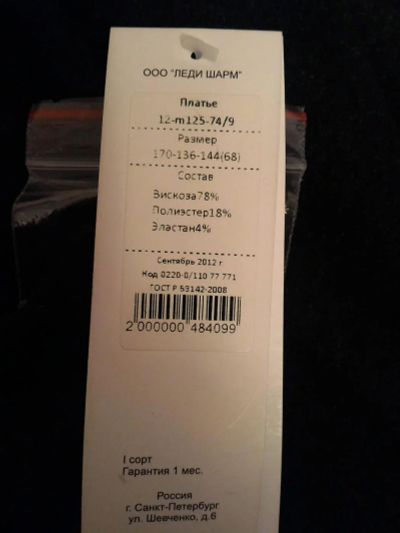 ООО "ЛЕДИ ШАРМ"
Платье
12-m125-74/9
Размер
170-136-144(68)
Состав
Вискоза78%
Полиэстер18%
Эластан4%
Сентябрь 2012 г
Код 0220-0/110 77 771
ГОСТ Р 53142-2008
2 000000 484099
I сорт
Гарантия 1 мес.
Россия
г. Санкт-Петербург
ул. Шевченко, д.6